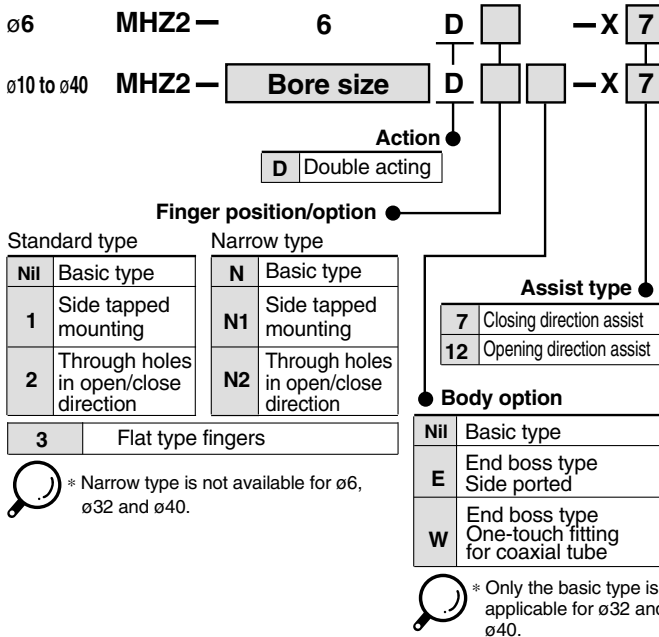 ø6 MHZ2 — 6 D — X 7
ø10 to ø40 MHZ2 — Bore size D — X 7
Action
D Double acting
Finger position/option
Standard type
Nil Basic type
1 Side tapped
mounting
2 Through holes
in open/close
direction
Narrow type
N Basic type
N1 Side tapped
mounting
N2 Through holes
in open/close
direction
3 Flat type fingers
* Narrow type is not available for ø6,
ø32 and ø40.
Assist type
7 Closing direction assist
12 Opening direction assist
Body option
Nil Basic type
E End boss type
Side ported
W End boss type
One-touch fitting
for coaxial tube
* Only the basic type is
applicable for ø32 and
ø40.